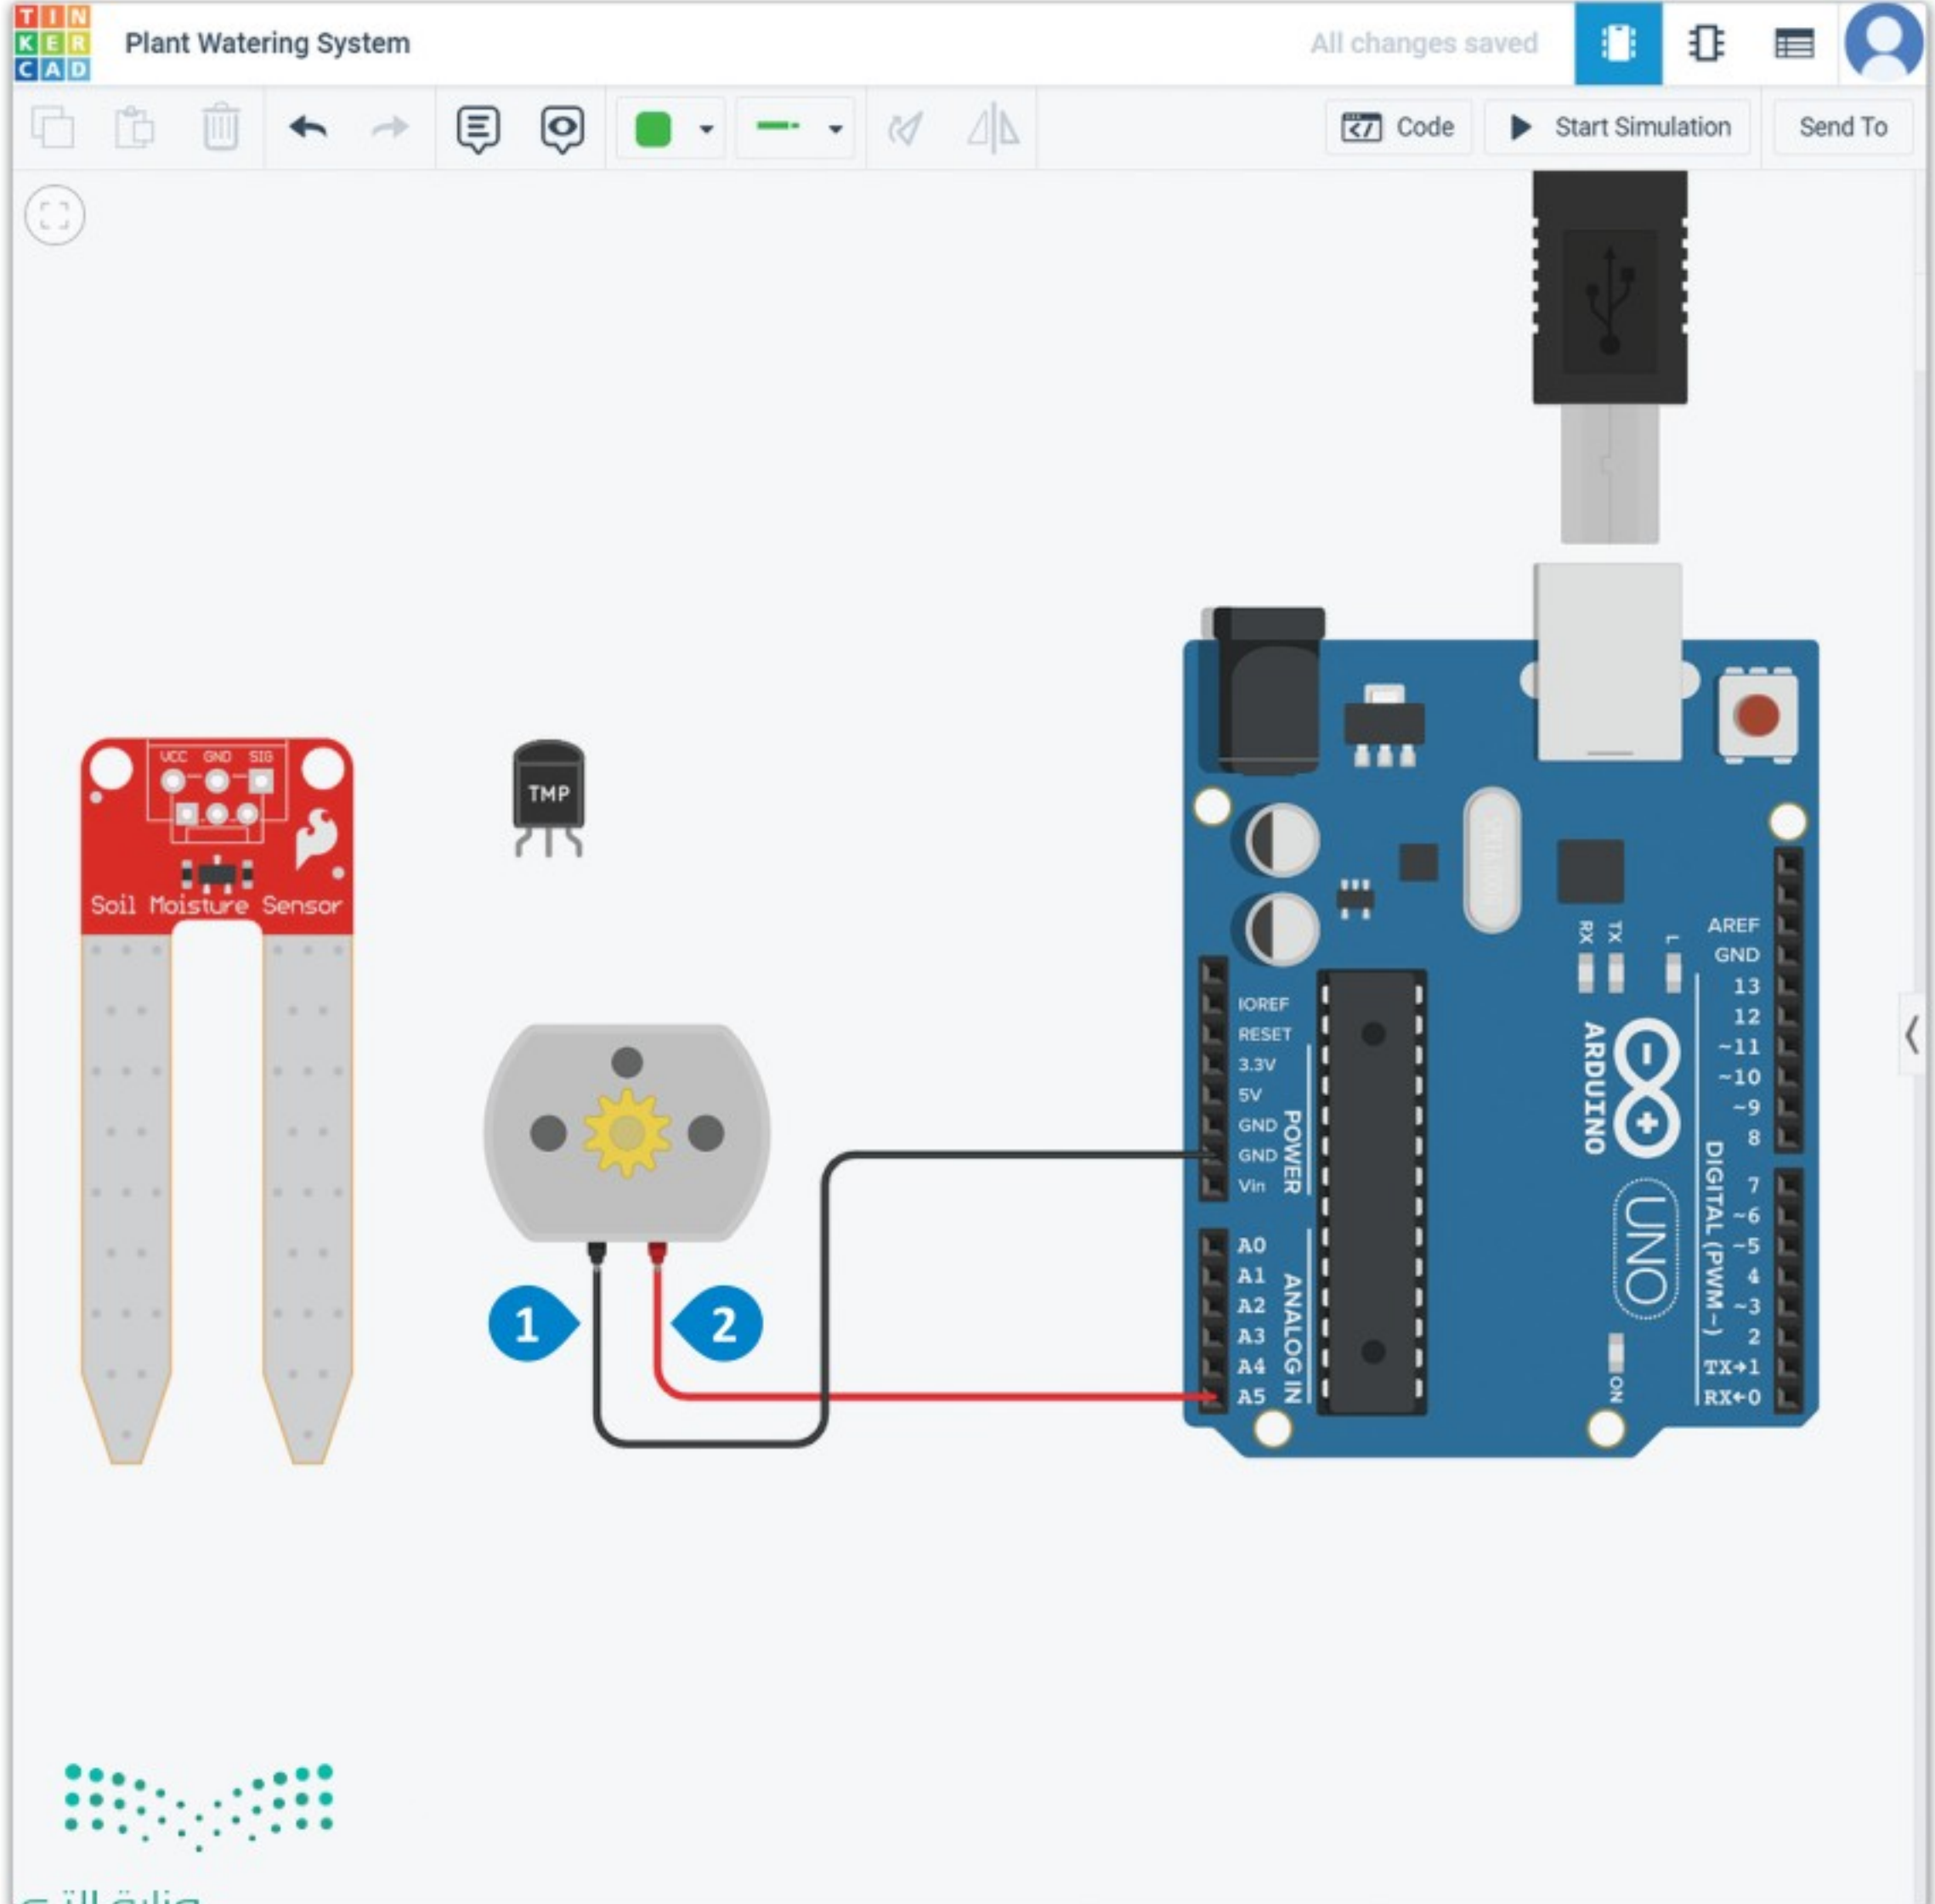 TIN
KER
CAD
Plant Watering System
All changes saved
Code
Start Simulation
Send To
VCC GND SIG
Soil Moisture Sensor
TMP
1
2
IOREF
RESET
3.3V
5V
GND
GND
Vin
POWER
A0
A1
A2
A3
A4
A5
ANALOG IN
RX
TX
L
ARDUINO
UNO
ON
AREF
GND
13
12
~11
~10
~9
8
7
~6
~5
4
~3
2
TX→1
RX←0
DIGITAL (PWM~)